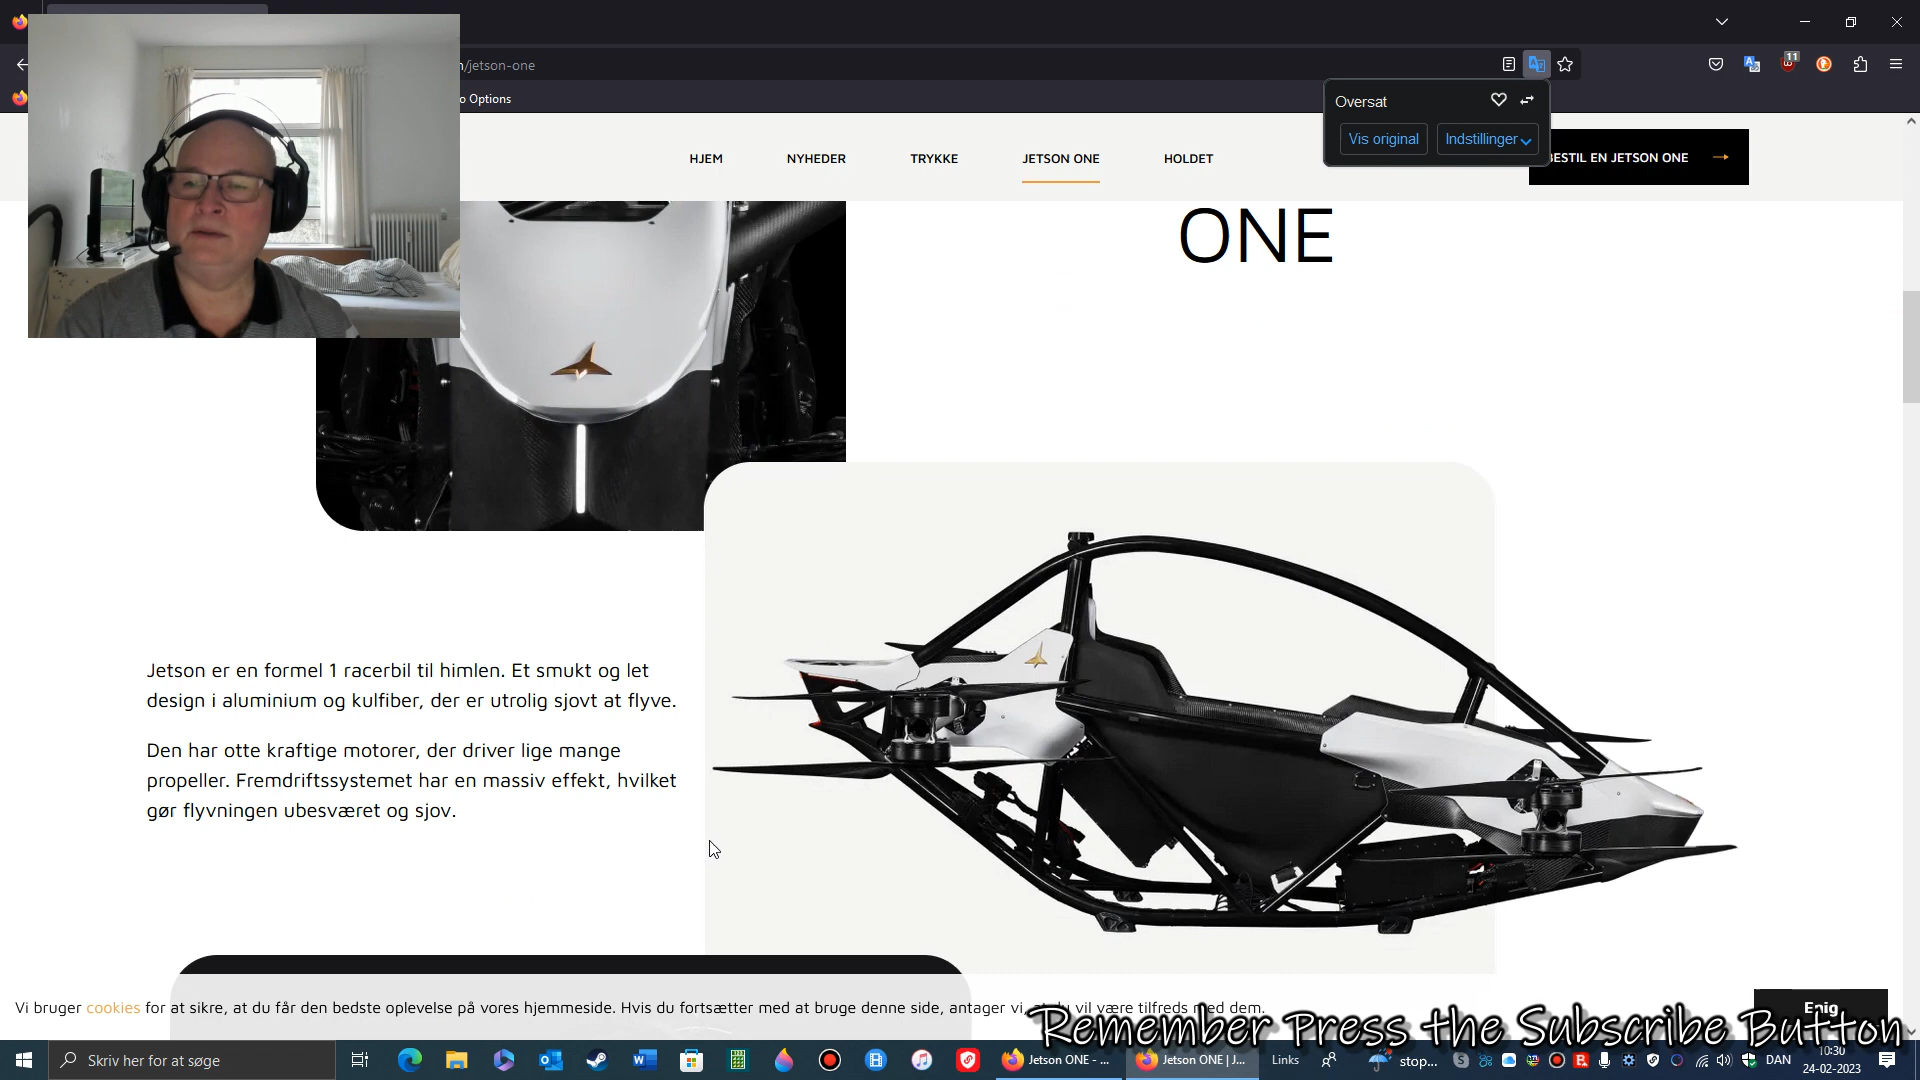 /jetson-one
o Options
Oversat
Vis original
Indstillinger
HJEM
NYHEDER
TRYKKE
JETSON ONE
HOLDET
BESTIL EN JETSON ONE
ONE
Jetson er en formel 1 racerbil til himlen. Et smukt og let
design i aluminium og kulfiber, der er utrolig sjovt at flyve.
Den har otte kraftige motorer, der driver lige mange
propeller. Fremdriftssystemet har en massiv effekt, hvilket
gør flyvningen ubesværet og sjov.
Vi bruger cookies for at sikre, at du får den bedste oplevelse på vores hjemmeside. Hvis du fortsætter med at bruge denne side, antager vi, at du vil være tilfreds med dem.
Enig
Remember Press the Subscribe Button
Skriv her for at søge
Jetson ONE - ...
Jetson ONE | J...
Links
stop...
DAN
10:30
24-02-2023
11